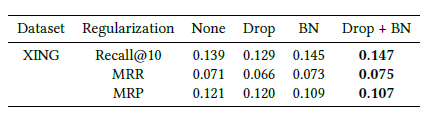 Dataset Regularization None Drop BN Drop + BN
XING Recall@10 0.139 0.129 0.145 0.147
MRR 0.071 0.066 0.073 0.075
MRP 0.121 0.120 0.109 0.107